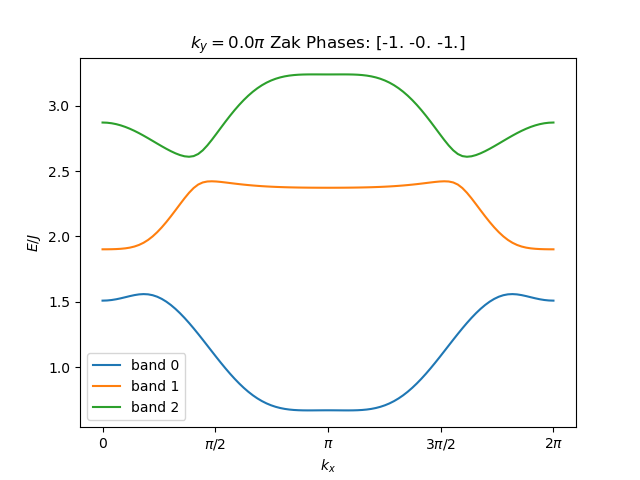 k_y = 0.0π Zak Phases: [-1. -0. -1.]
3.0
2.5
2.0
1.5
1.0
E/J
band 0
band 1
band 2
0
π/2
π
3π/2
2π
k_x